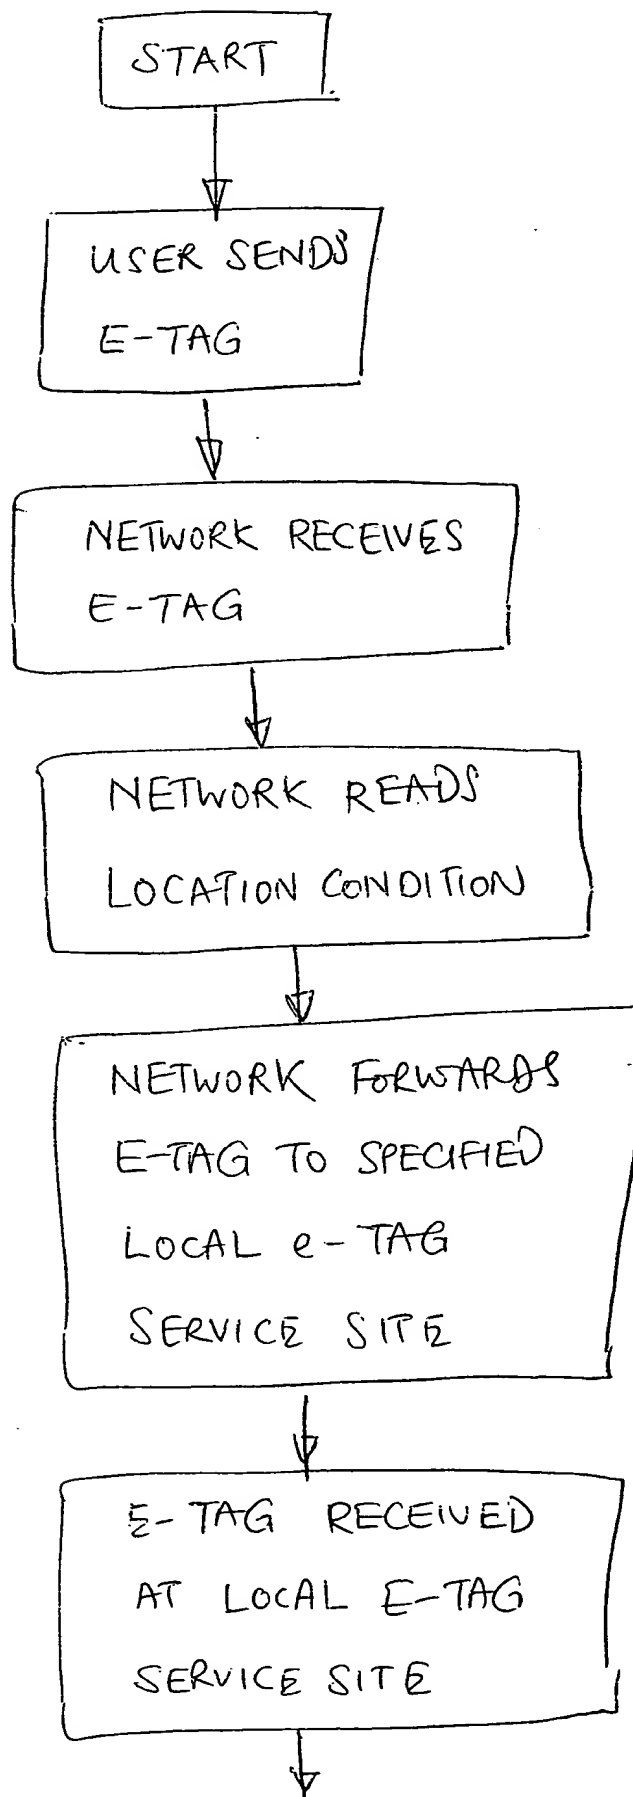 START
USER SENDS
E-TAG
NETWORK RECEIVES
E-TAG
NETWORK READS
LOCATION CONDITION
NETWORK FORWARDS
E-TAG TO SPECIFIED
LOCAL e-TAG
SERVICE SITE
E-TAG RECEIVED
AT LOCAL E-TAG
SERVICE SITE